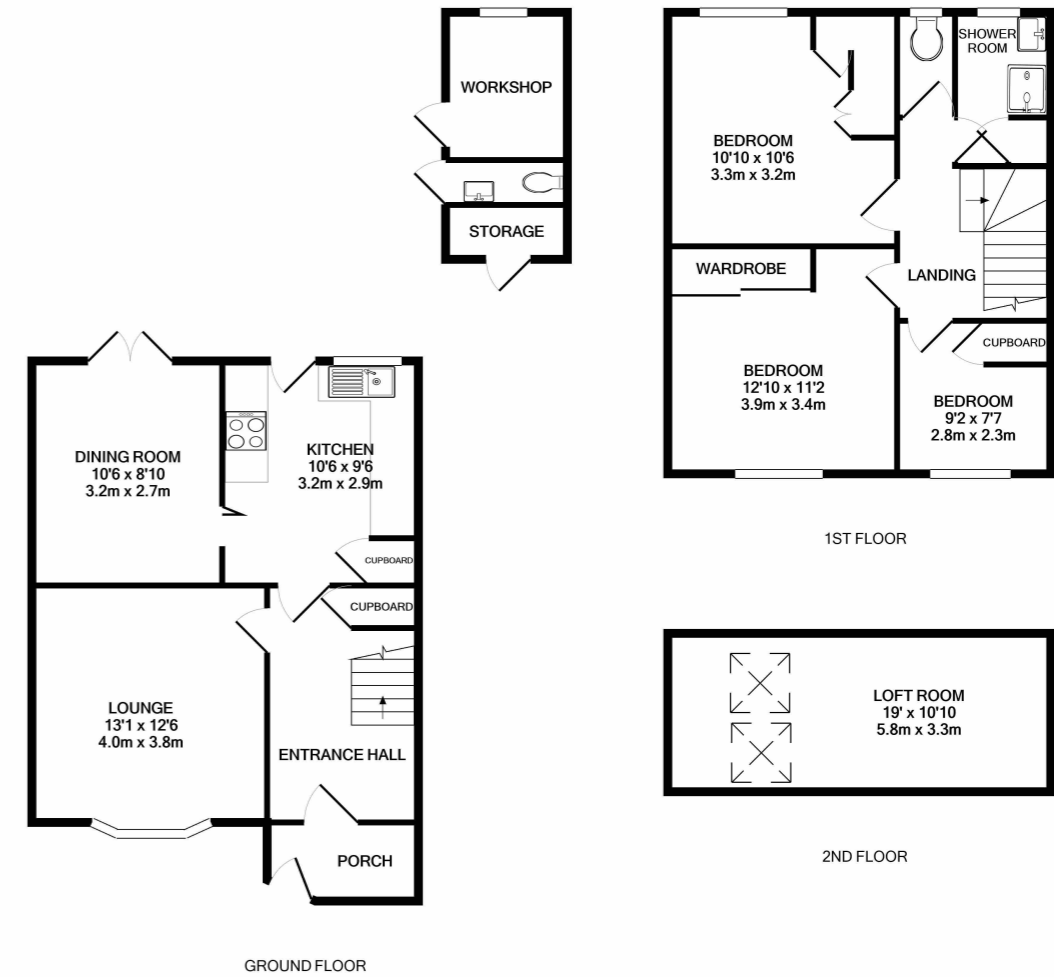 WORKSHOP
STORAGE
DINING ROOM
10'6 x 8'10
3.2m x 2.7m
KITCHEN
10'6 x 9'6
3.2m x 2.9m
CUPBOARD
CUPBOARD
LOUNGE
13'1 x 12'6
4.0m x 3.8m
ENTRANCE HALL
PORCH
GROUND FLOOR
SHOWER
ROOM
BEDROOM
10'10 x 10'6
3.3m x 3.2m
WARDROBE
LANDING
CUPBOARD
BEDROOM
12'10 x 11'2
3.9m x 3.4m
BEDROOM
9'2 x 7'7
2.8m x 2.3m
1ST FLOOR
LOFT ROOM
19' x 10'10
5.8m x 3.3m
2ND FLOOR